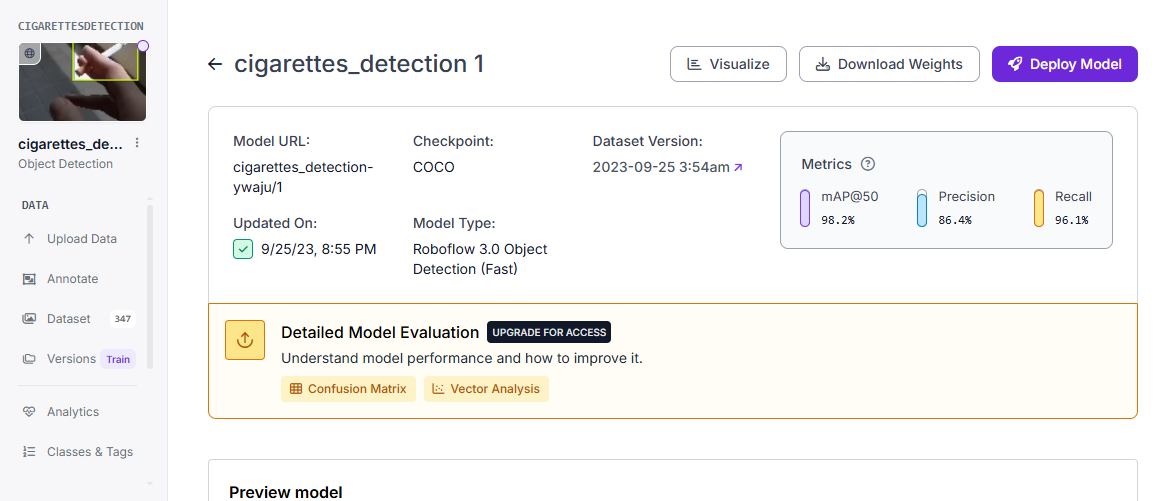 CIGARETTESDETECTION
cigarettes_de...
Object Detection
DATA
Upload Data
Annotate
Dataset 347
Versions Train
Analytics
Classes & Tags
cigarettes_detection 1
Visualize
Download Weights
Deploy Model
Model URL:
cigarettes_detection-
ywaju/1
Checkpoint:
COCO
Dataset Version:
2023-09-25 3:54am
Updated On:
9/25/23, 8:55 PM
Model Type:
Roboflow 3.0 Object
Detection (Fast)
Metrics ?
mAP@50
98.2%
Precision
86.4%
Recall
96.1%
Detailed Model Evaluation UPGRADE FOR ACCESS
Understand model performance and how to improve it.
Confusion Matrix
Vector Analysis
Preview model